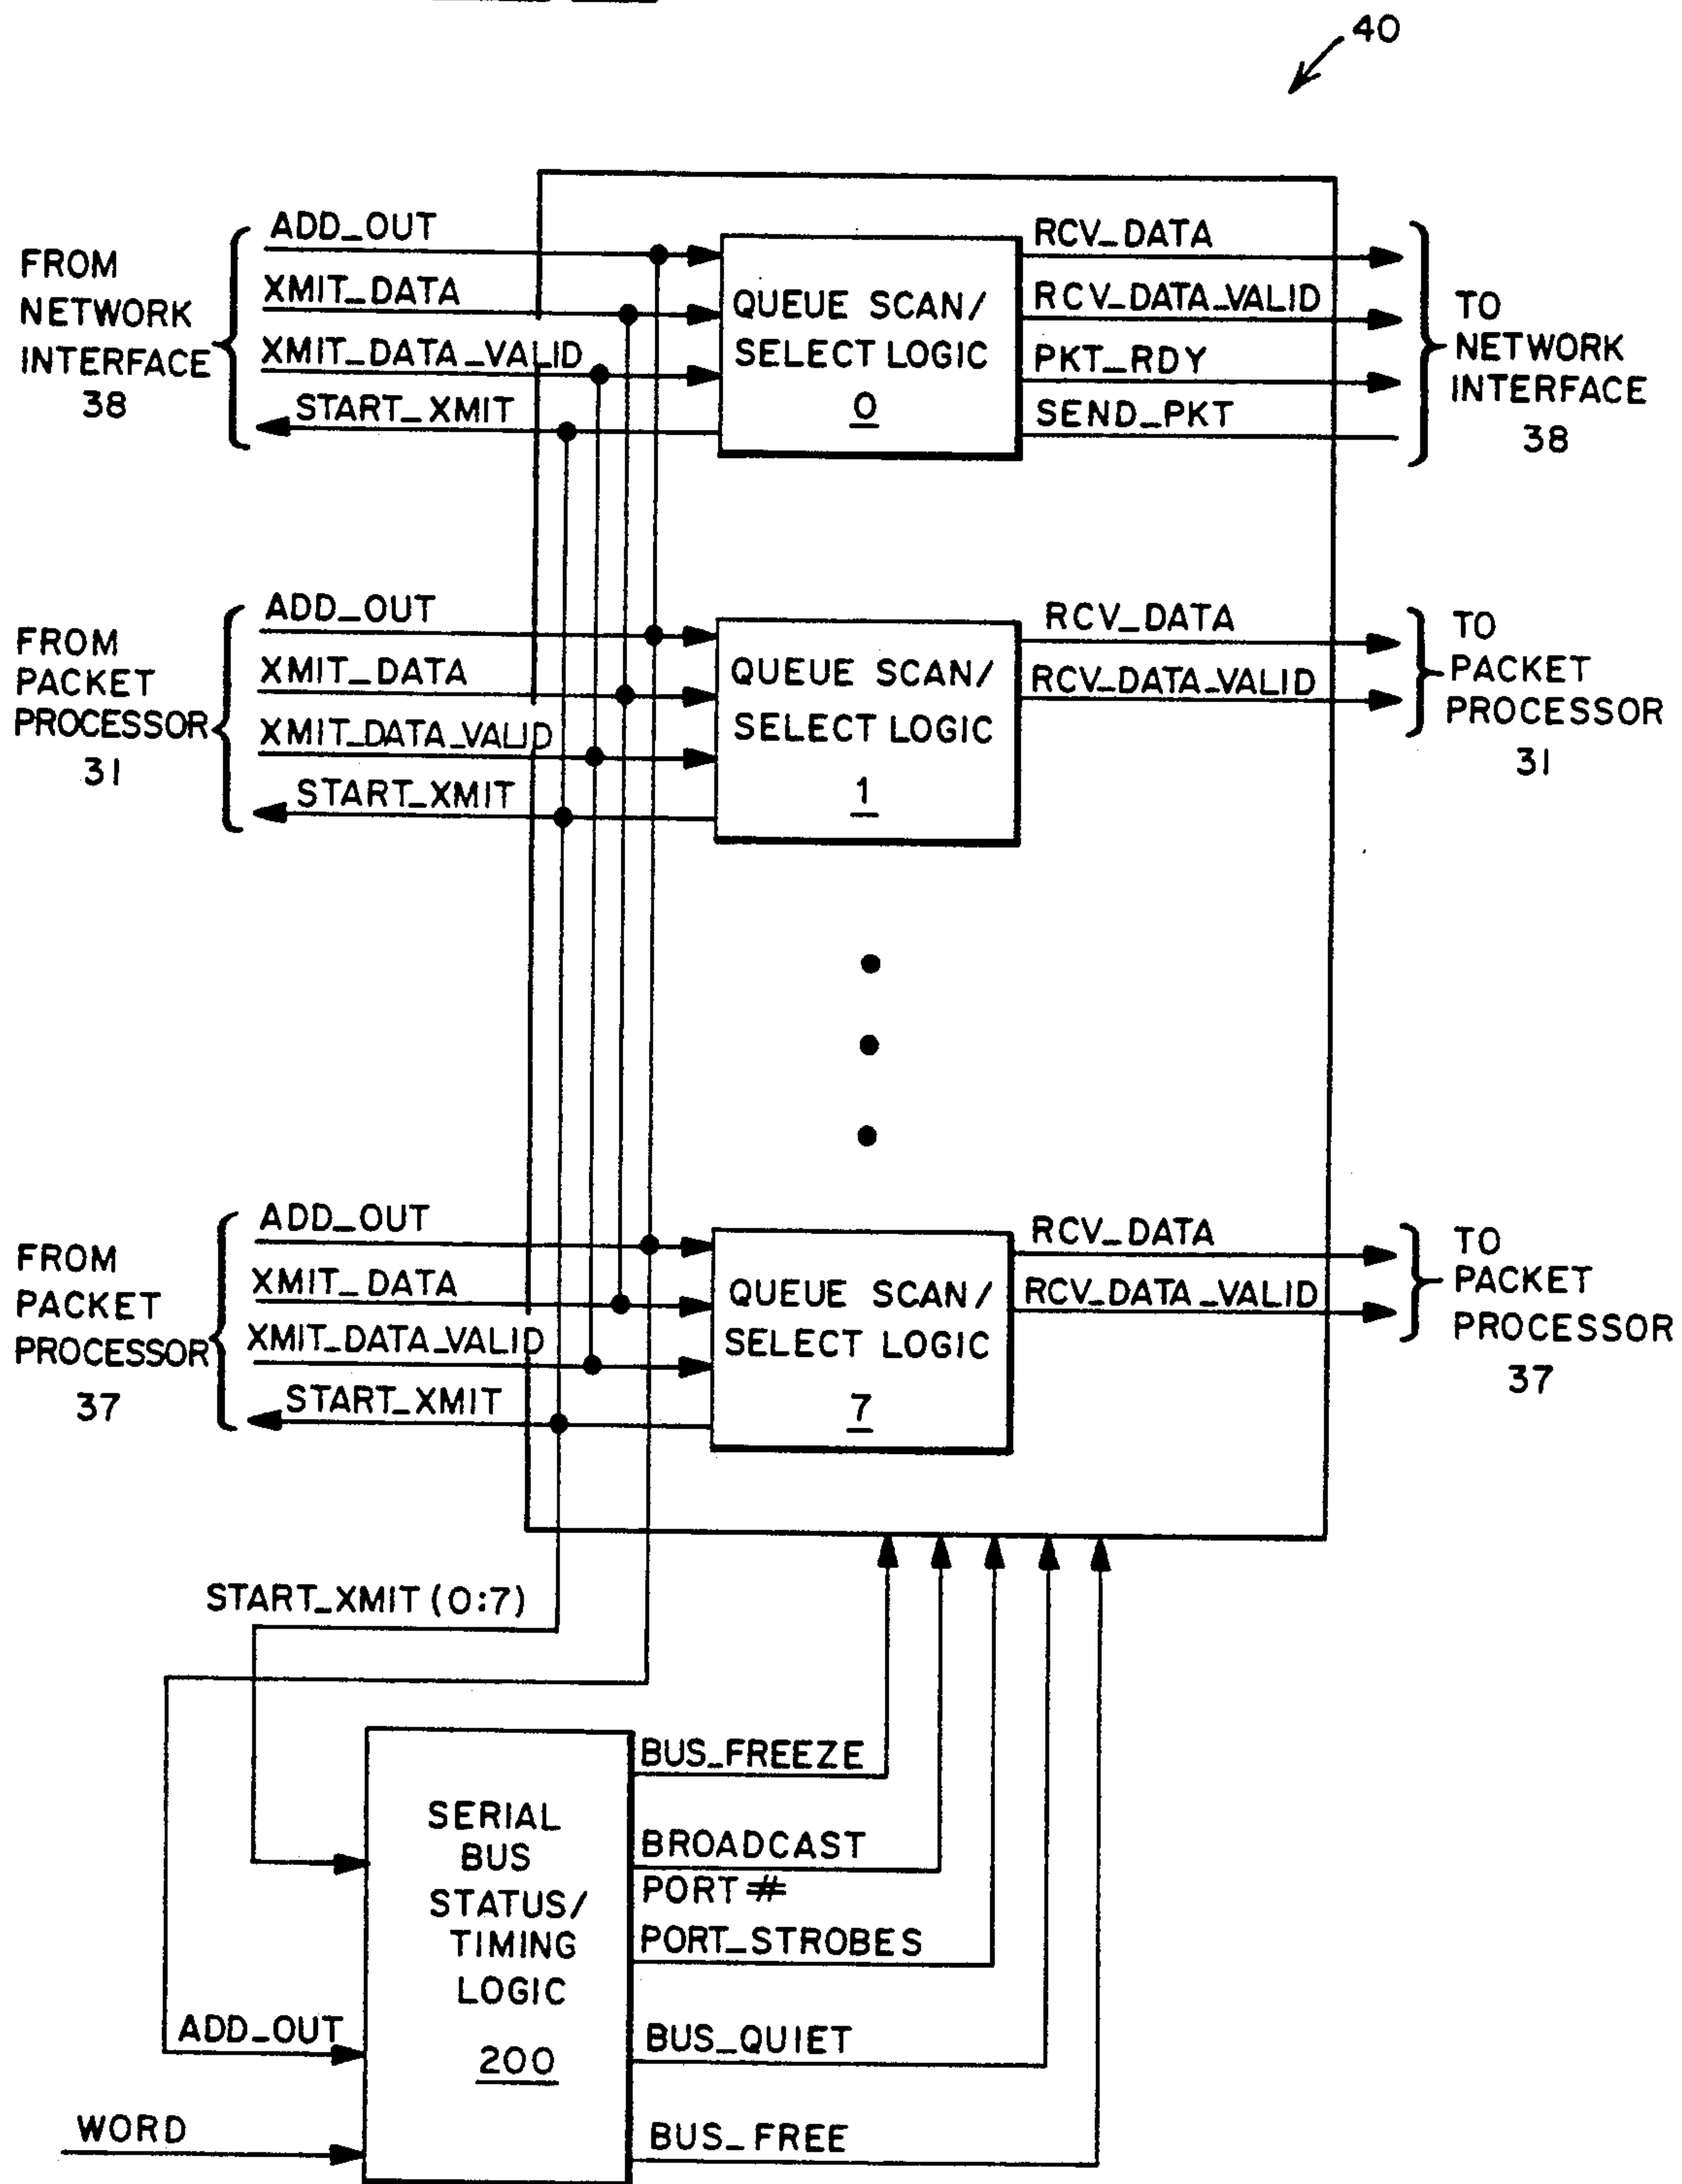 40
FROM
NETWORK
INTERFACE
38
ADD_OUT
XMIT_DATA
XMIT_DATA_VALID
START_XMIT
QUEUE SCAN/
SELECT LOGIC
0
RCV_DATA
RCV_DATA_VALID
PKT_RDY
SEND_PKT
TO
NETWORK
INTERFACE
38
FROM
PACKET
PROCESSOR
31
ADD_OUT
XMIT_DATA
XMIT_DATA_VALID
START_XMIT
QUEUE SCAN/
SELECT LOGIC
1
RCV_DATA
RCV_DATA_VALID
TO
PACKET
PROCESSOR
31
FROM
PACKET
PROCESSOR
37
ADD_OUT
XMIT_DATA
XMIT_DATA_VALID
START_XMIT
QUEUE SCAN/
SELECT LOGIC
7
RCV_DATA
RCV_DATA_VALID
TO
PACKET
PROCESSOR
37
START_XMIT (0:7)
ADD_OUT
WORD
SERIAL
BUS
STATUS/
TIMING
LOGIC
200
BUS_FREEZE
BROADCAST
PORT #
PORT_STROBES
BUS_QUIET
BUS_FREE